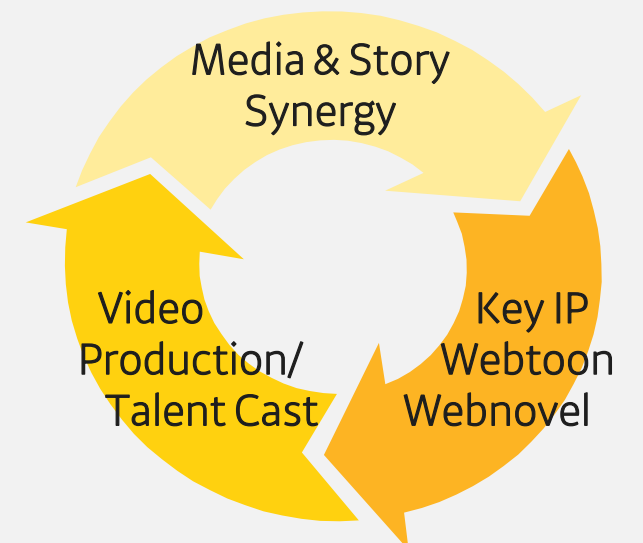 Media & Story
Synergy
Video
Production/
Talent Cast
Key IP
Webtoon
Webnovel